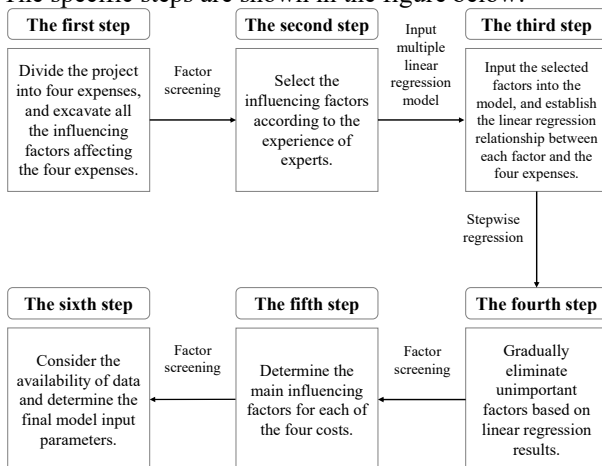 The specific steps are shown in the figure below.
The first step
Divide the project
into four expenses,
and excavate all
the influencing
factors affecting
the four expenses.
Factor
screening
The second step
Select the
influencing factors
according to the
experience of
experts.
Input
multiple
linear
regression
model
The third step
Input the selected
factors into the
model, and establish
the linear regression
relationship between
each factor and the
four expenses.
Stepwise
regression
The fourth step
Gradually
eliminate
unimportant
factors based on
linear regression
results.
Factor
screening
The fifth step
Determine the
main influencing
factors for each of
the four costs.
Factor
screening
The sixth step
Consider the
availability of data
and determine the
final model input
parameters.